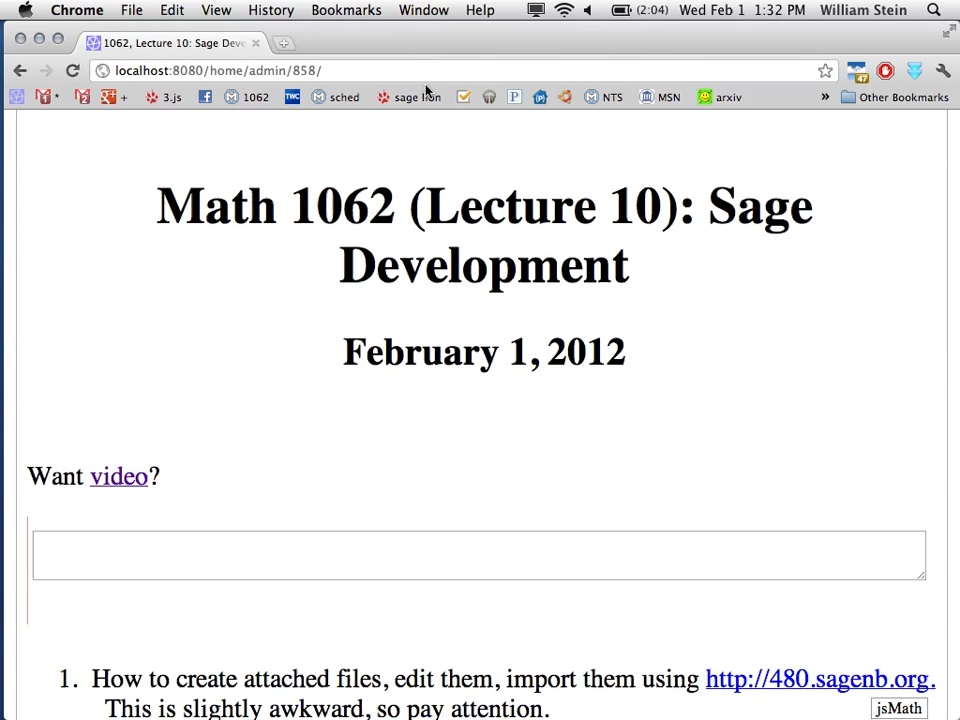 Chrome File Edit View History Bookmarks Window Help (2:04) Wed Feb 1 1:32 PM William Stein
1062, Lecture 10: Sage Deve
localhost:8080/home/admin/858/
47
* + 3.js 1062 TWC sched sage P NTS MSN arxiv » Other Bookmarks
Math 1062 (Lecture 10): Sage
Development
February 1, 2012
Want video?
1. How to create attached files, edit them, import them using http://480.sagenb.org.
This is slightly awkward, so pay attention.
jsMath